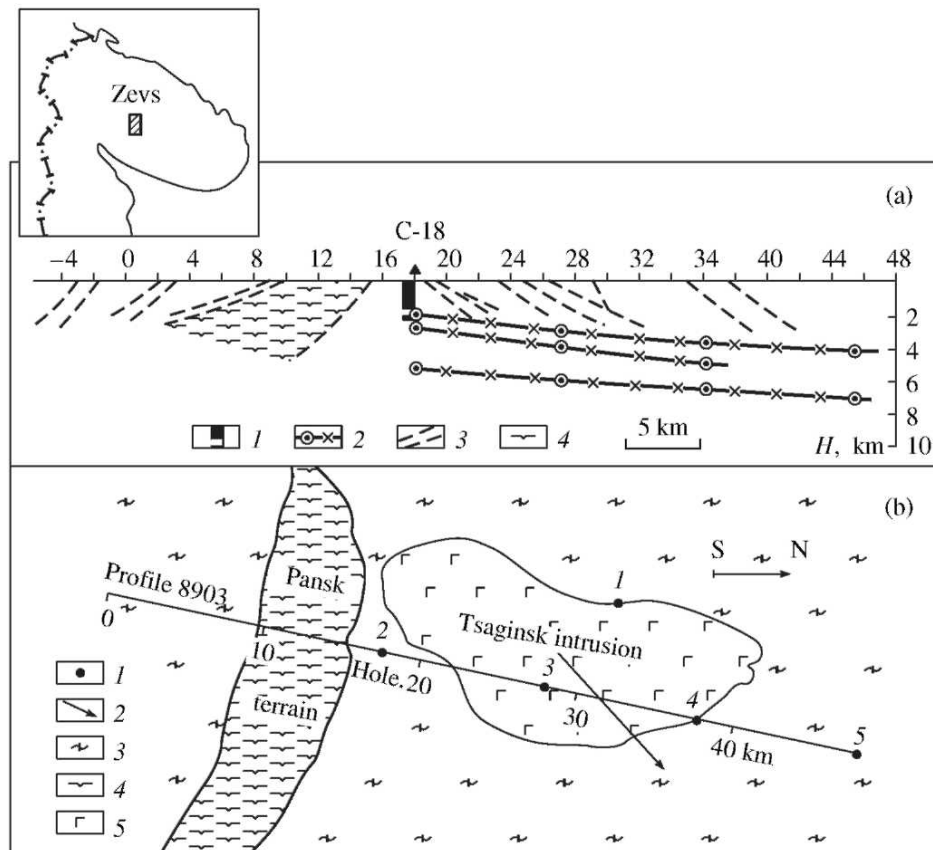 Zevs
(a)
C-18
−4 0 4 8 12 16 20 24 28 34 36 40 44 48
2
4
6
8
10
1 2 3 4 5 km H, km
(b)
S N
Profile 8903
0
Pansk
terrain
10
2
Hole.20
1
Tsaginsk intrusion
3
30
4
40 km
5
1
2
3
4
5